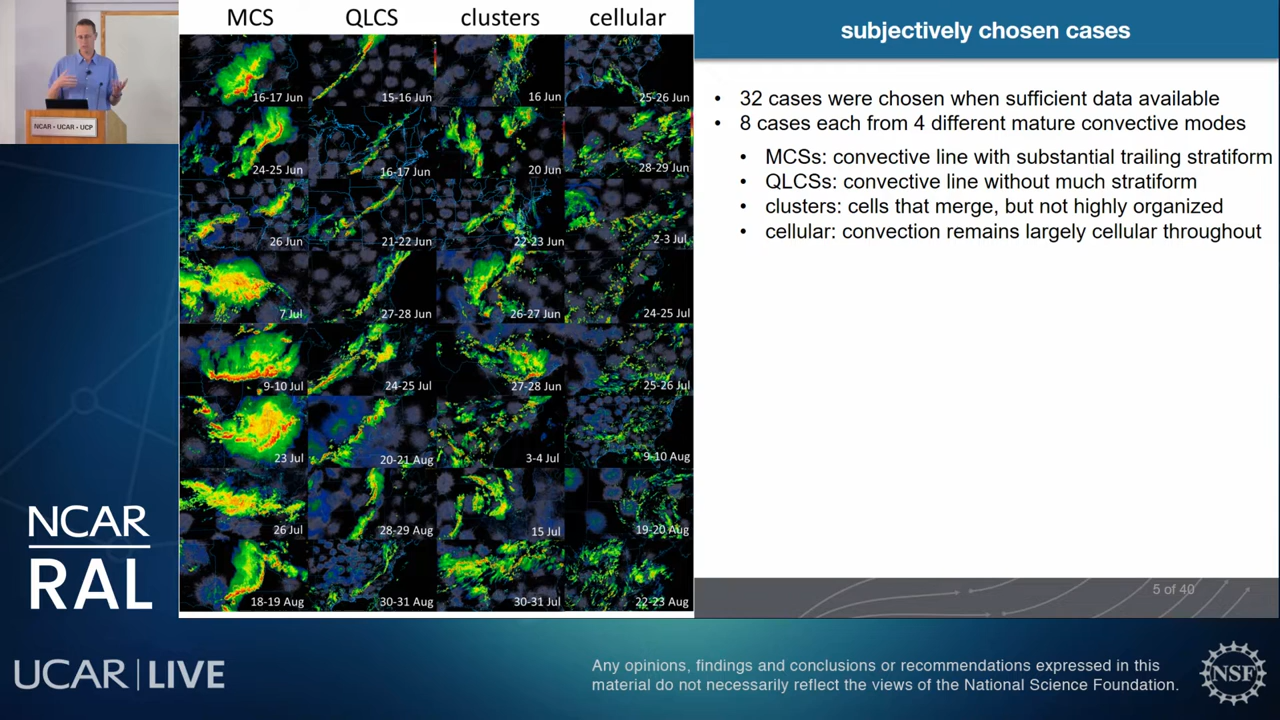 MCS QLCS clusters cellular
subjectively chosen cases
NCAR • UCAR • UCP
16-17 Jun 15-16 Jun 16 Jun 25-26 Jun
24-25 Jun 16-17 Jun 20 Jun 28-29 Jun
26 Jun 21-22 Jun 22-23 Jun 2-3 Jul
7 Jul 27-28 Jun 26-27 Jun 24-25 Jul
9-10 Jul 24-25 Jul 27-28 Jun 25-26 Jul
23 Jul 20-21 Aug 3-4 Jul 9-10 Aug
26 Jul 28-29 Aug 15 Jul 19-20 Aug
18-19 Aug 30-31 Aug 30-31 Jul 22-23 Aug
• 32 cases were chosen when sufficient data available
• 8 cases each from 4 different mature convective modes
• MCSs: convective line with substantial trailing stratiform
• QLCSs: convective line without much stratiform
• clusters: cells that merge, but not highly organized
• cellular: convection remains largely cellular throughout
5 of 40
NCAR
RAL
UCAR | LIVE
Any opinions, findings and conclusions or recommendations expressed in this
material do not necessarily reflect the views of the National Science Foundation.
NSF